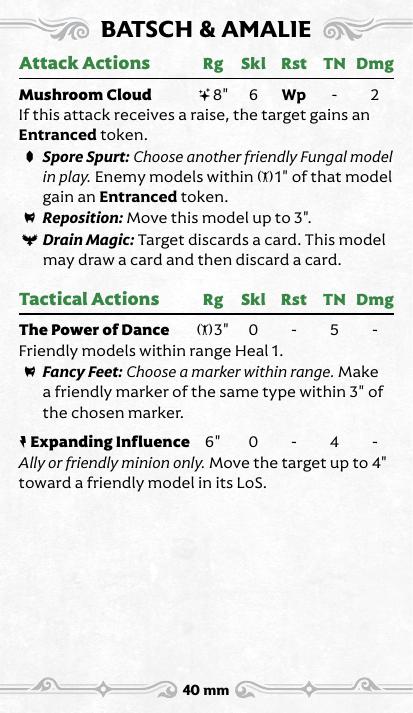 BATSCH & AMALIE
Attack Actions Rg Skl Rst TN Dmg
Mushroom Cloud 8" 6 Wp - 2
If this attack receives a raise, the target gains an
Entranced token.
Spore Spurt: Choose another friendly Fungal model
in play. Enemy models within 1" of that model
gain an Entranced token.
Reposition: Move this model up to 3".
Drain Magic: Target discards a card. This model
may draw a card and then discard a card.
Tactical Actions Rg Skl Rst TN Dmg
The Power of Dance 3" 0 - 5 -
Friendly models within range Heal 1.
Fancy Feet: Choose a marker within range. Make
a friendly marker of the same type within 3" of
the chosen marker.
Expanding Influence 6" 0 - 4 -
Ally or friendly minion only. Move the target up to 4"
toward a friendly model in its LoS.
40 mm